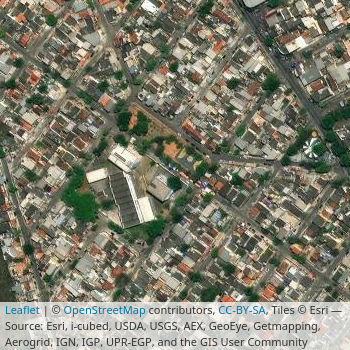 Leaflet | © OpenStreetMap contributors, CC-BY-SA, Tiles © Esri —
Source: Esri, i-cubed, USDA, USGS, AEX, GeoEye, Getmapping,
Aerogrid, IGN, IGP, UPR-EGP, and the GIS User Community